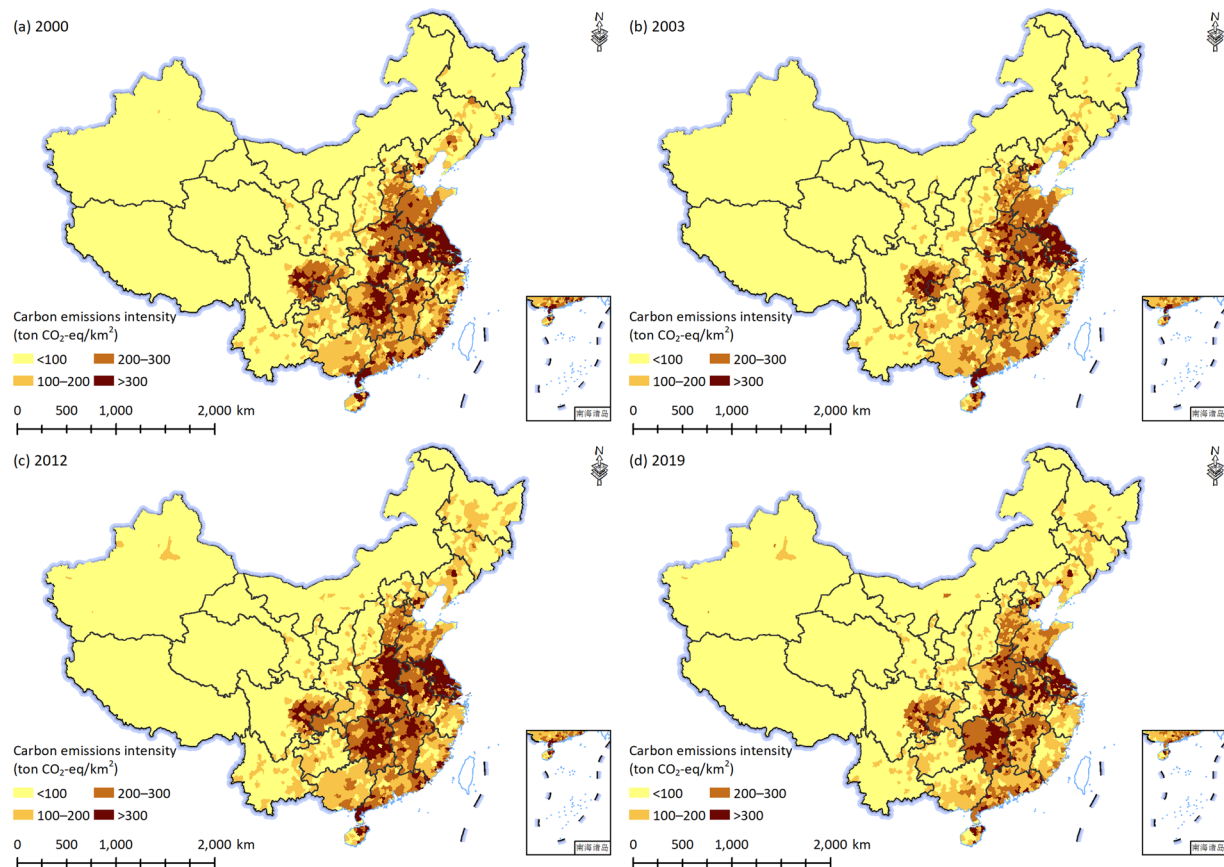 (a) 2000
N
Carbon emissions intensity
(ton CO₂-eq/km²)
<100
200–300
100–200
>300
0 500 1,000 2,000 km
南海诸岛
(b) 2003
N
Carbon emissions intensity
(ton CO₂-eq/km²)
<100
200–300
100–200
>300
0 500 1,000 2,000 km
南海诸岛
(c) 2012
N
Carbon emissions intensity
(ton CO₂-eq/km²)
<100
200–300
100–200
>300
0 500 1,000 2,000 km
南海诸岛
(d) 2019
N
Carbon emissions intensity
(ton CO₂-eq/km²)
<100
200–300
100–200
>300
0 500 1,000 2,000 km
南海诸岛